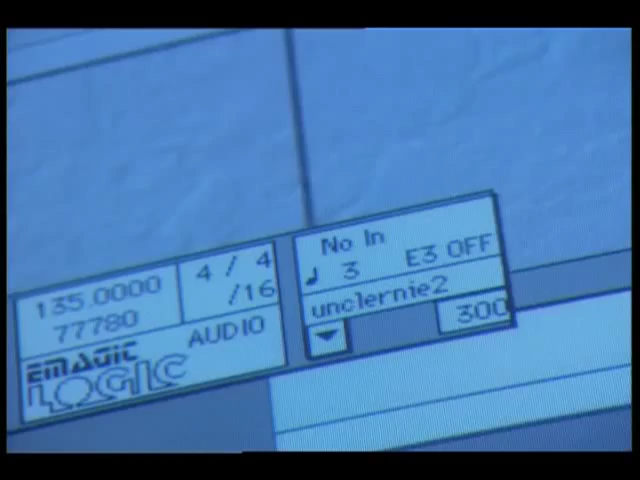 135.0000
77780
4 / 4
/16
EMAGIC
LOGIC
AUDIO
No In
♩ 3 E3 OFF
unclernie2
300